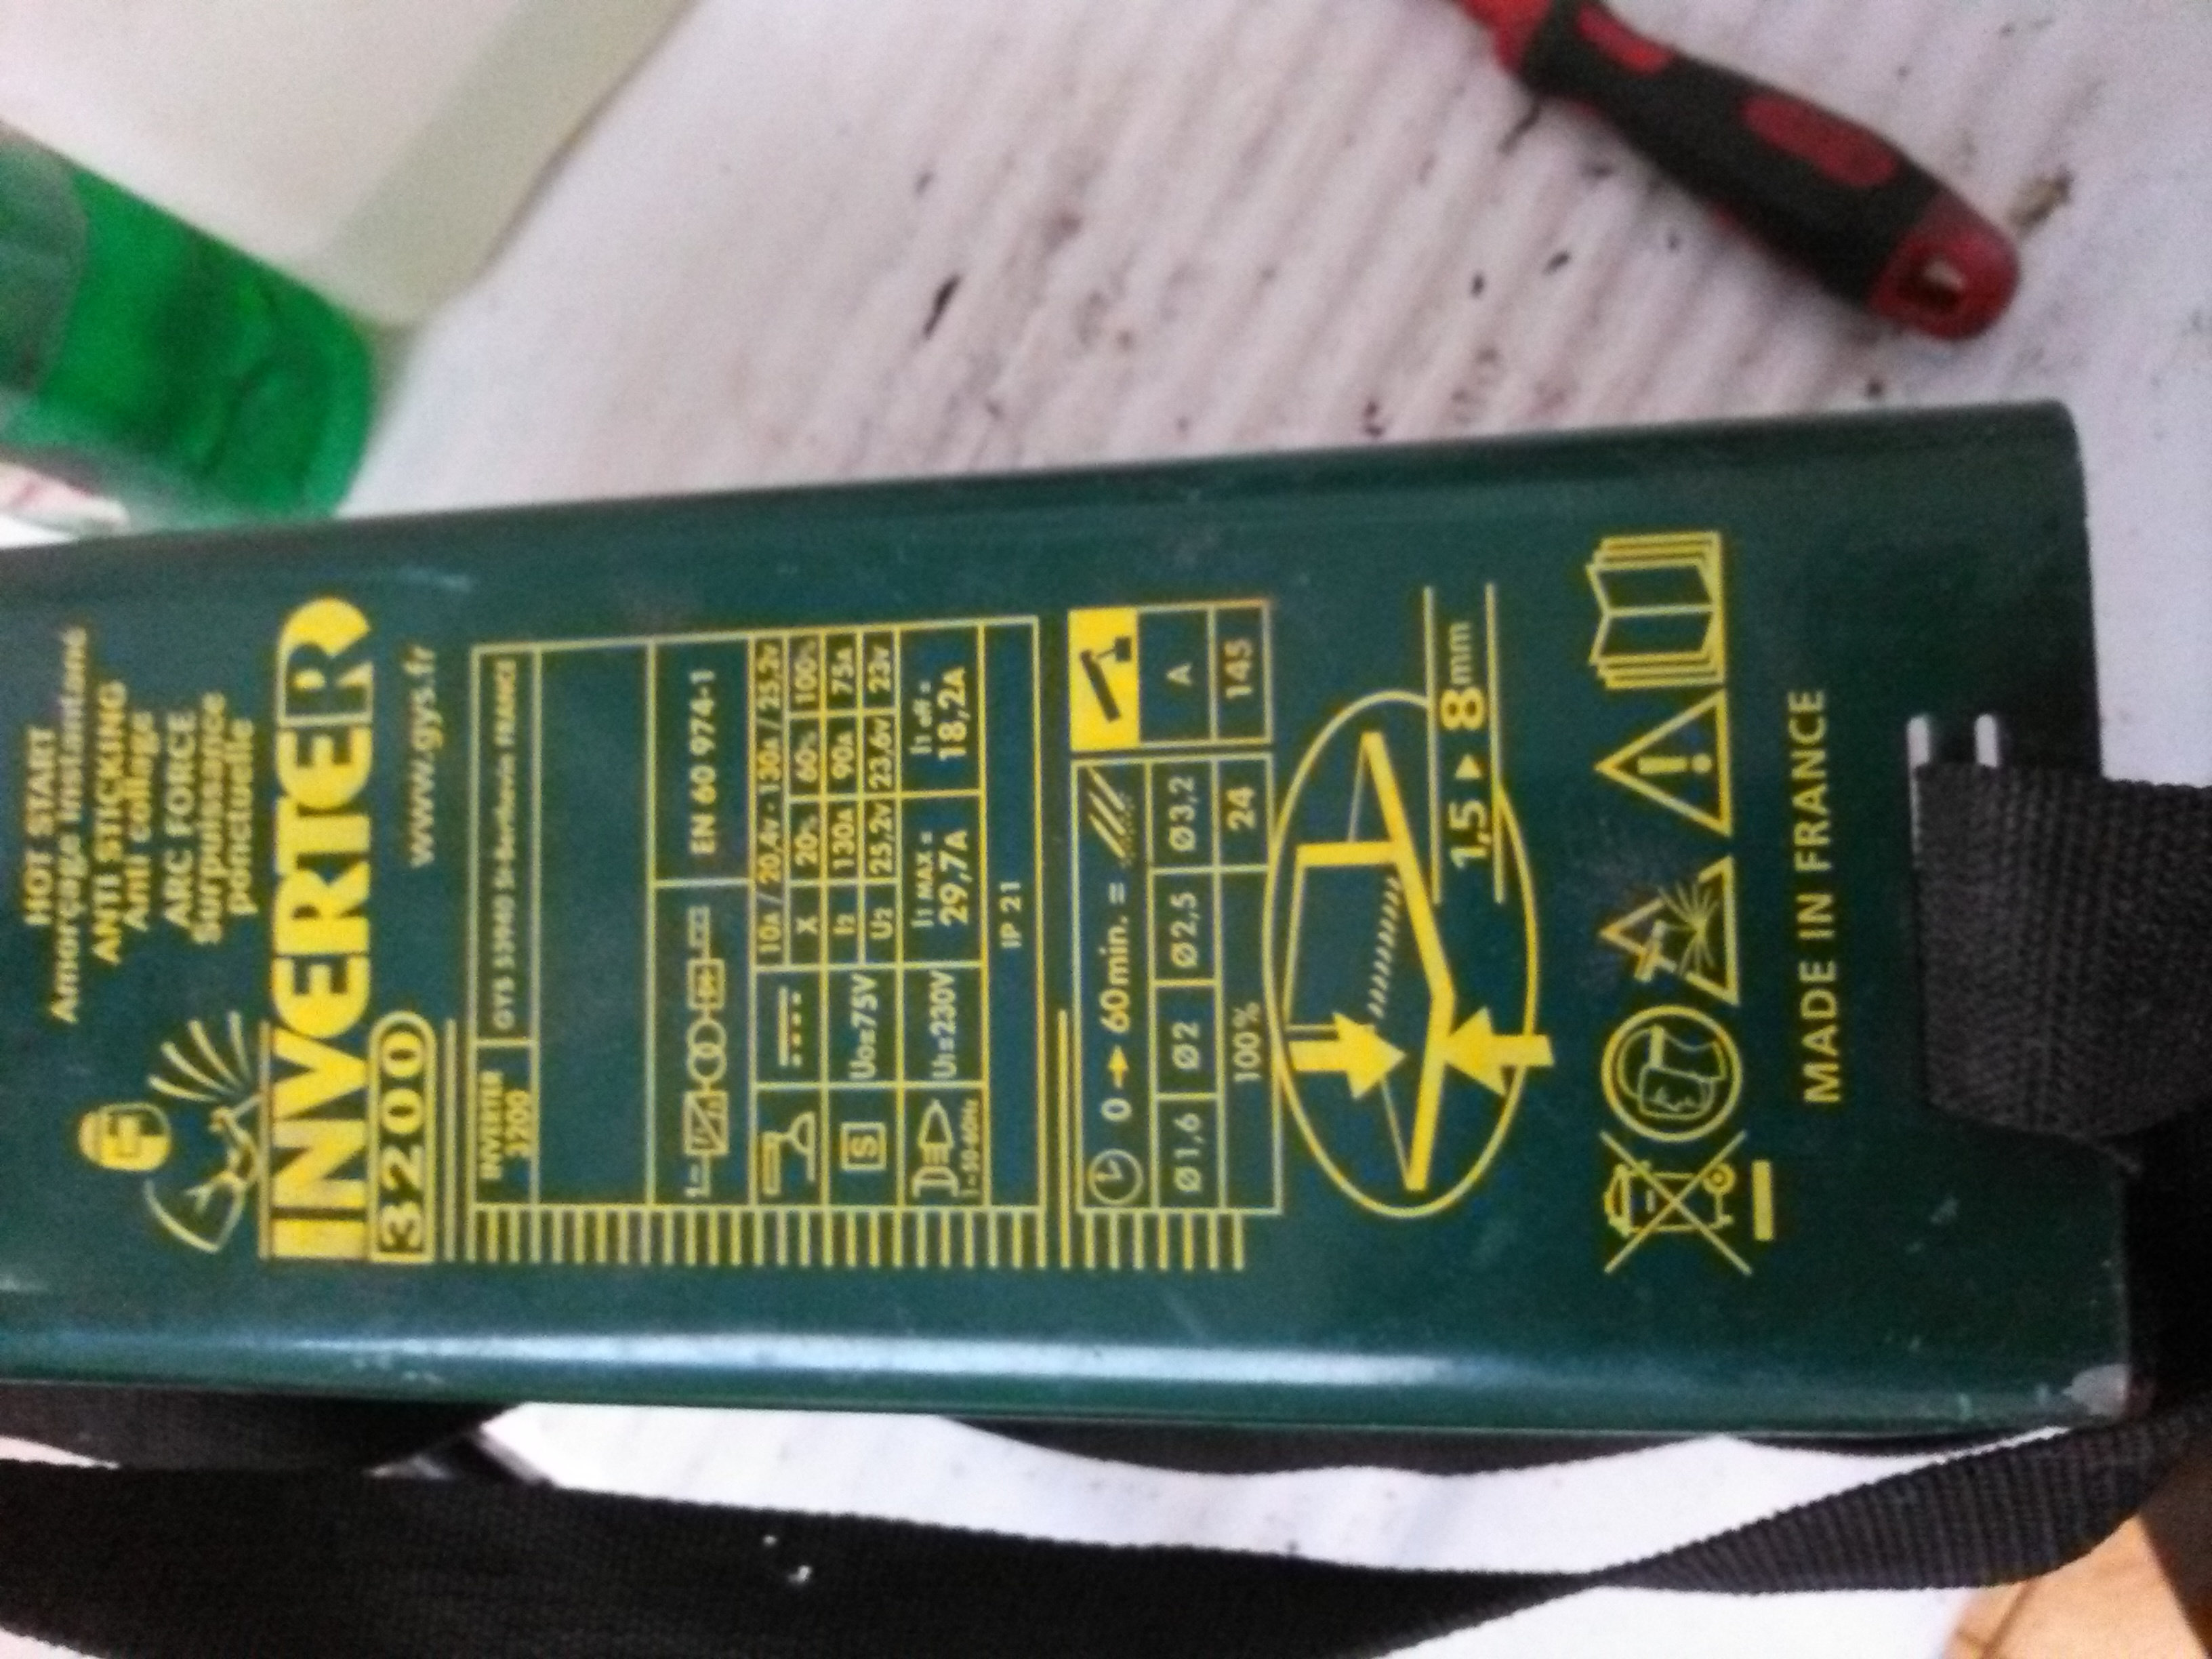 HOT START
Amorçage instantané
ANTI STICKING
Anti collage
ARC FORCE
Surpuissance
ponctuelle
INVERTER
3200
www.gys.fr
INVERTER
3200
GYS 53940 St-Berthevin FRANCE
EN 60 974-1
10A / 20,4V - 130A / 25,2V
X 20% 60% 100%
I2 130A 90A 75A
S U0=75V U2 25,2V 23,6V 23V
1~50-60Hz U1=230V I1 MAX = 29,7A I1 eff = 18,2A
IP 21
0 ➔ 60min. =
Ø1,6 Ø2 Ø2,5 Ø3,2 A
100% 24 145
1,5 ▸ 8mm
MADE IN FRANCE